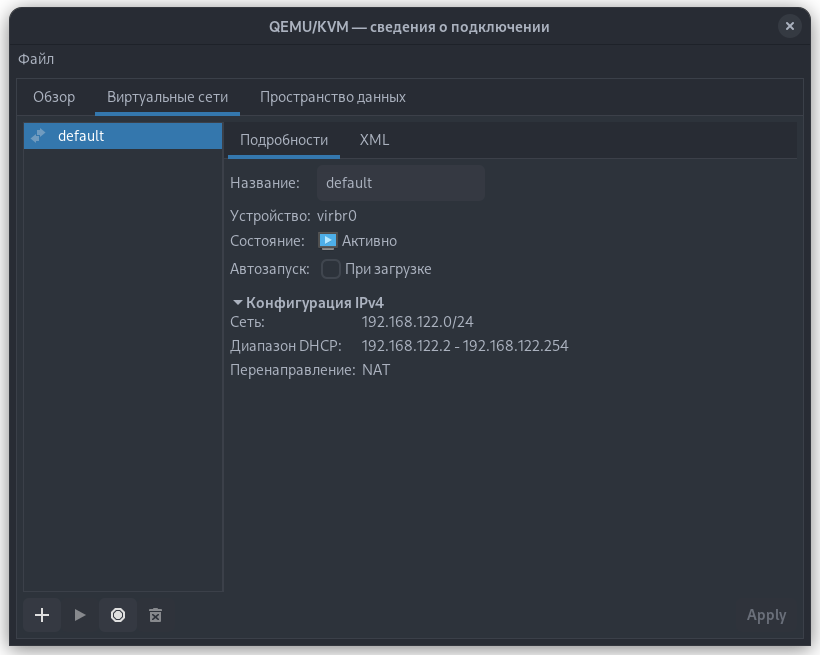 QEMU/KVM — сведения о подключении
Файл
Обзор Виртуальные сети Пространство данных
default
Подробности XML
Название: default
Устройство: virbr0
Состояние: Активно
Автозапуск: При загрузке
Конфигурация IPv4
Сеть: 192.168.122.0/24
Диапазон DHCP: 192.168.122.2 - 192.168.122.254
Перенаправление: NAT
Apply